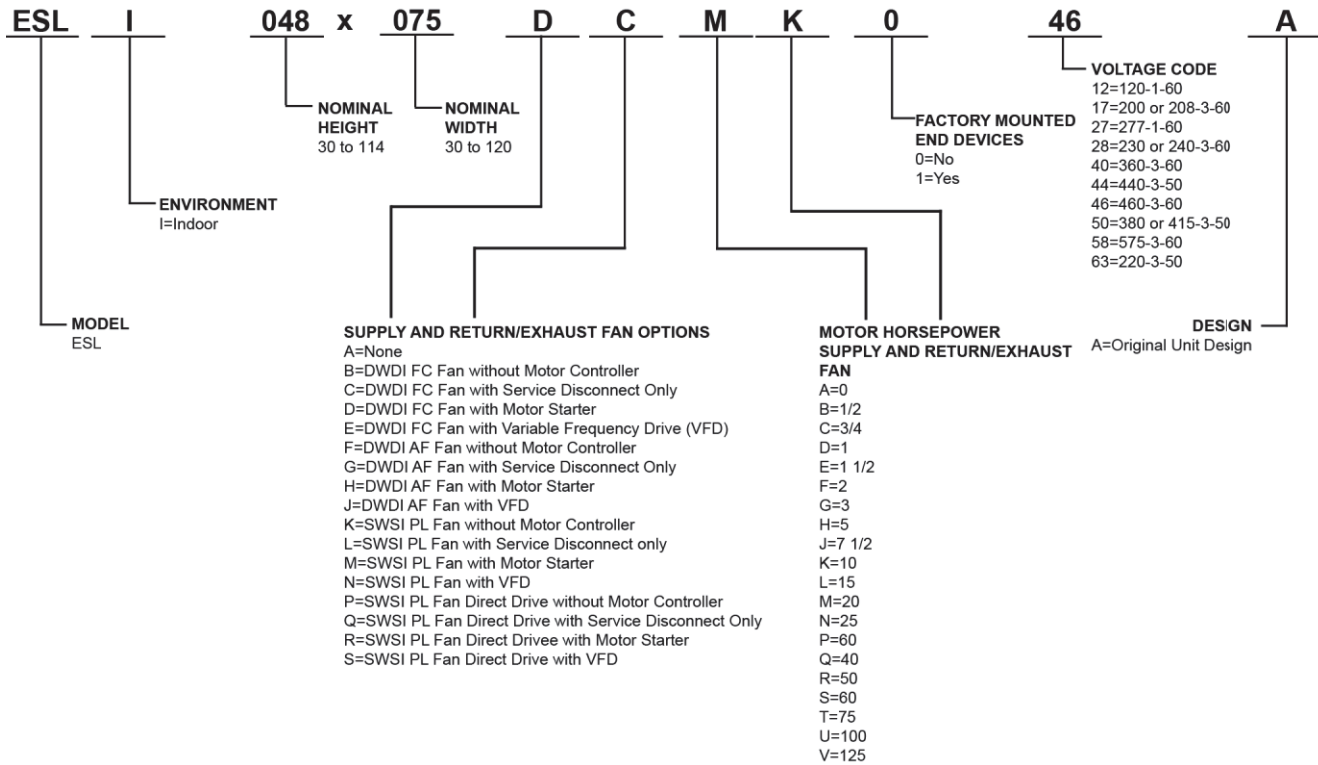 ESL I 048 x 075 D C M K 0 46 A
NOMINAL
HEIGHT
30 to 114
NOMINAL
WIDTH
30 to 120
FACTORY MOUNTED
END DEVICES
0=No
1=Yes
VOLTAGE CODE
12=120-1-60
17=200 or 208-3-60
27=277-1-60
28=230 or 240-3-60
40=360-3-60
44=440-3-50
46=460-3-60
50=380 or 415-3-50
58=575-3-60
63=220-3-50
ENVIRONMENT
I=Indoor
MODEL
ESL
SUPPLY AND RETURN/EXHAUST FAN OPTIONS
A=None
B=DWDI FC Fan without Motor Controller
C=DWDI FC Fan with Service Disconnect Only
D=DWDI FC Fan with Motor Starter
E=DWDI FC Fan with Variable Frequency Drive (VFD)
F=DWDI AF Fan without Motor Controller
G=DWDI AF Fan with Service Disconnect Only
H=DWDI AF Fan with Motor Starter
J=DWDI AF Fan with VFD
K=SWSI PL Fan without Motor Controller
L=SWSI PL Fan with Service Disconnect only
M=SWSI PL Fan with Motor Starter
N=SWSI PL Fan with VFD
P=SWSI PL Fan Direct Drive without Motor Controller
Q=SWSI PL Fan Direct Drive with Service Disconnect Only
R=SWSI PL Fan Direct Drivee with Motor Starter
S=SWSI PL Fan Direct Drive with VFD
MOTOR HORSEPOWER
SUPPLY AND RETURN/EXHAUST
FAN
A=0
B=1/2
C=3/4
D=1
E=1 1/2
F=2
G=3
H=5
J=7 1/2
K=10
L=15
M=20
N=25
P=60
Q=40
R=50
S=60
T=75
U=100
V=125
DESIGN
A=Original Unit Design